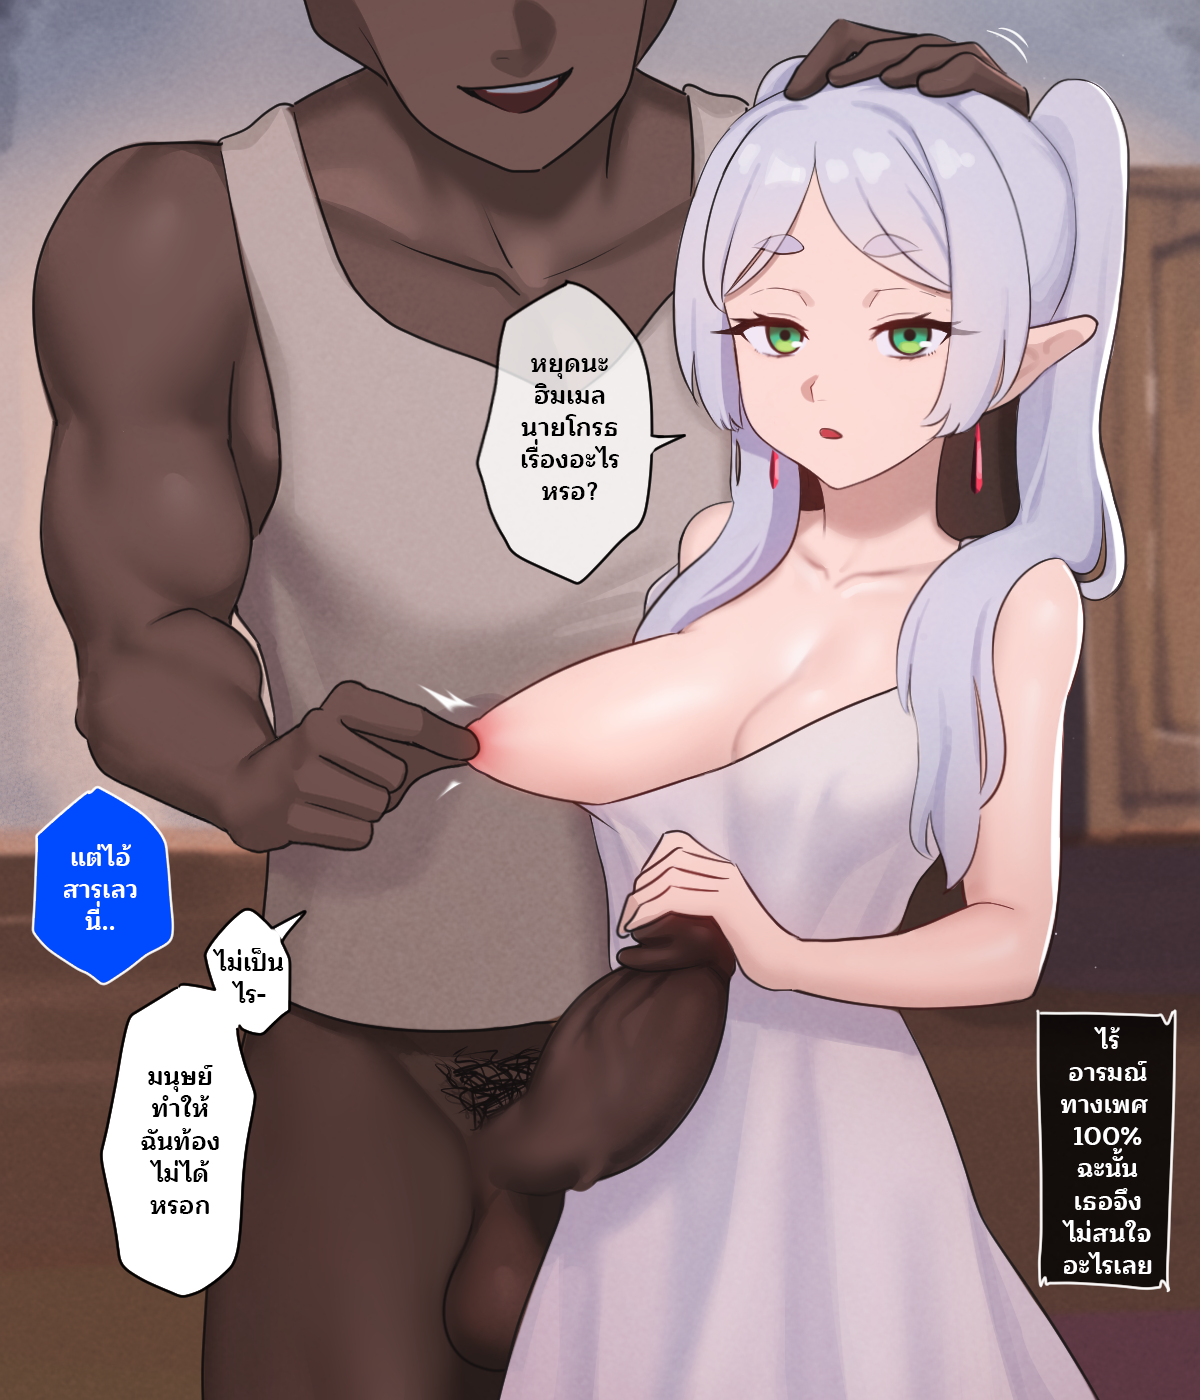 หยุดนะ
ฮิมเมล
นายโกรธ
เรื่องอะไร
หรอ?
แต่ไอ้
สารเลว
นี่..
ไม่เป็น
ไร-
มนุษย์
ทำให้
ฉันท้อง
ไม่ได้
หรอก
ไร้
อารมณ์
ทางเพศ
100%
ฉะนั้น
เธอจึง
ไม่สนใจ
อะไรเลย